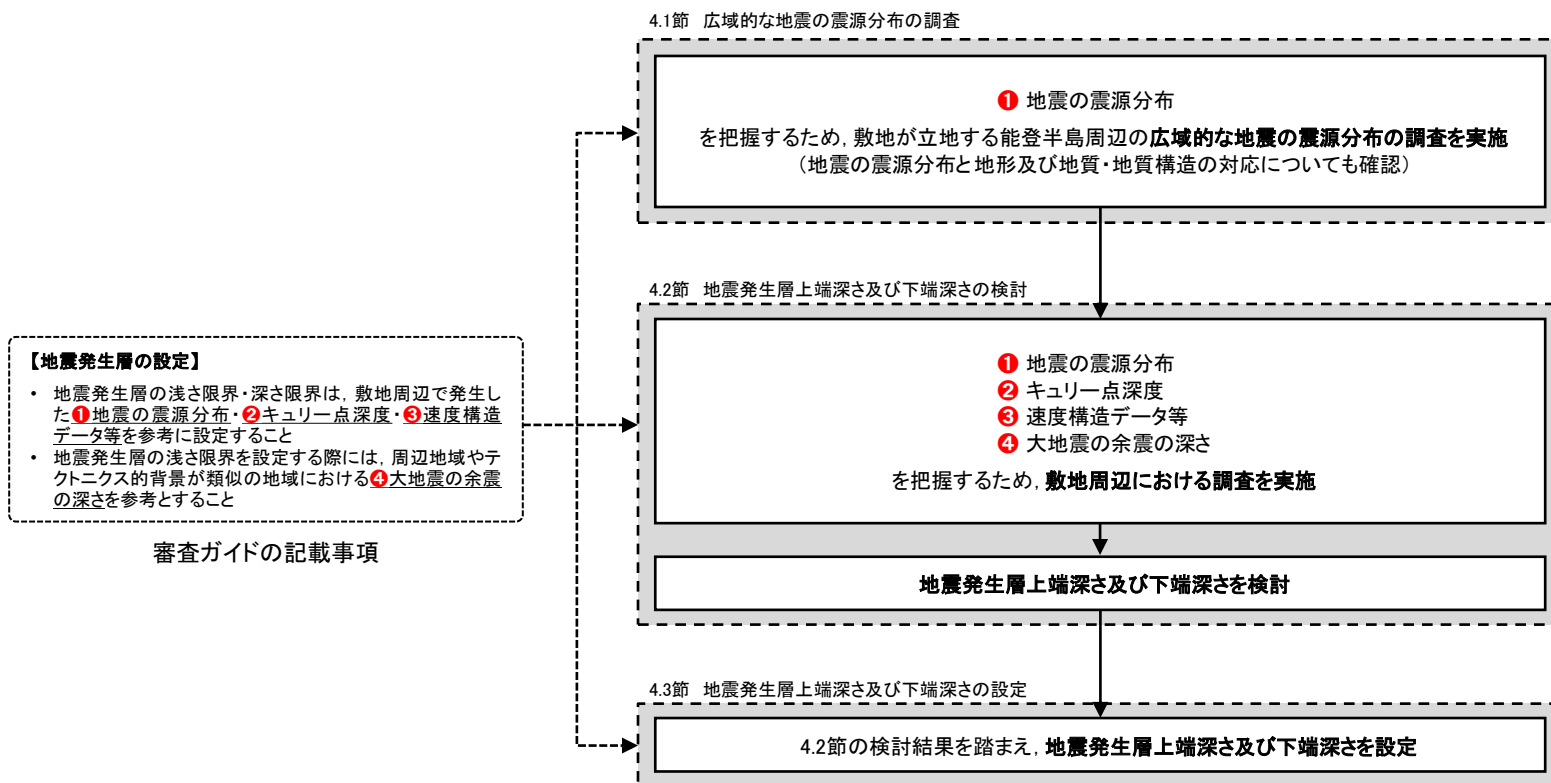 4.1節 広域的な地震の震源分布の調査
❶ 地震の震源分布
を把握するため，敷地が立地する能登半島周辺の広域的な地震の震源分布の調査を実施
（地震の震源分布と地形及び地質・地質構造の対応についても確認）
4.2節 地震発生層上端深さ及び下端深さの検討
❶ 地震の震源分布
❷ キュリー点深度
❸ 速度構造データ等
❹ 大地震の余震の深さ
を把握するため，敷地周辺における調査を実施
地震発生層上端深さ及び下端深さを検討
【地震発生層の設定】
・ 地震発生層の浅さ限界・深さ限界は，敷地周辺で発生し
た❶地震の震源分布・❷キュリー点深度・❸速度構造
データ等を参考に設定すること
・ 地震発生層の浅さ限界を設定する際には，周辺地域やテ
クトニクス的背景が類似の地域における❹大地震の余震
の深さを参考とすること
審査ガイドの記載事項
4.3節 地震発生層上端深さ及び下端深さの設定
4.2節の検討結果を踏まえ，地震発生層上端深さ及び下端深さを設定